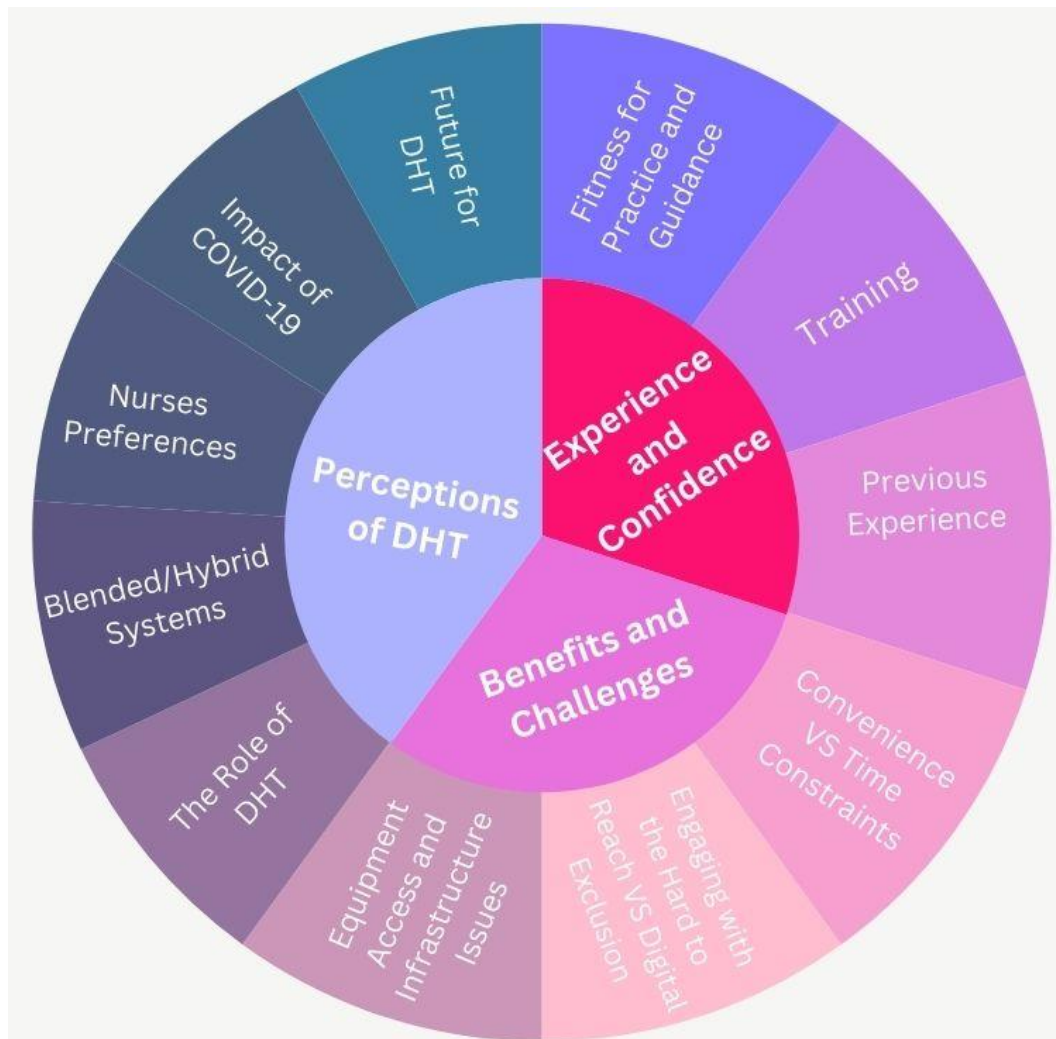 Future for
DHT
Fitness for
Practice and
Guidance
Training
Previous
Experience
Convenience
VS Time
Constraints
Engaging with
the Hard to
Reach VS Digital
Exclusion
Equipment
Access and
Infrastructure
Issues
The Role of
DHT
Blended/Hybrid
Systems
Nurses
Preferences
Impact of
COVID-19
Perceptions
of DHT
Experience
and
Confidence
Benefits and
Challenges